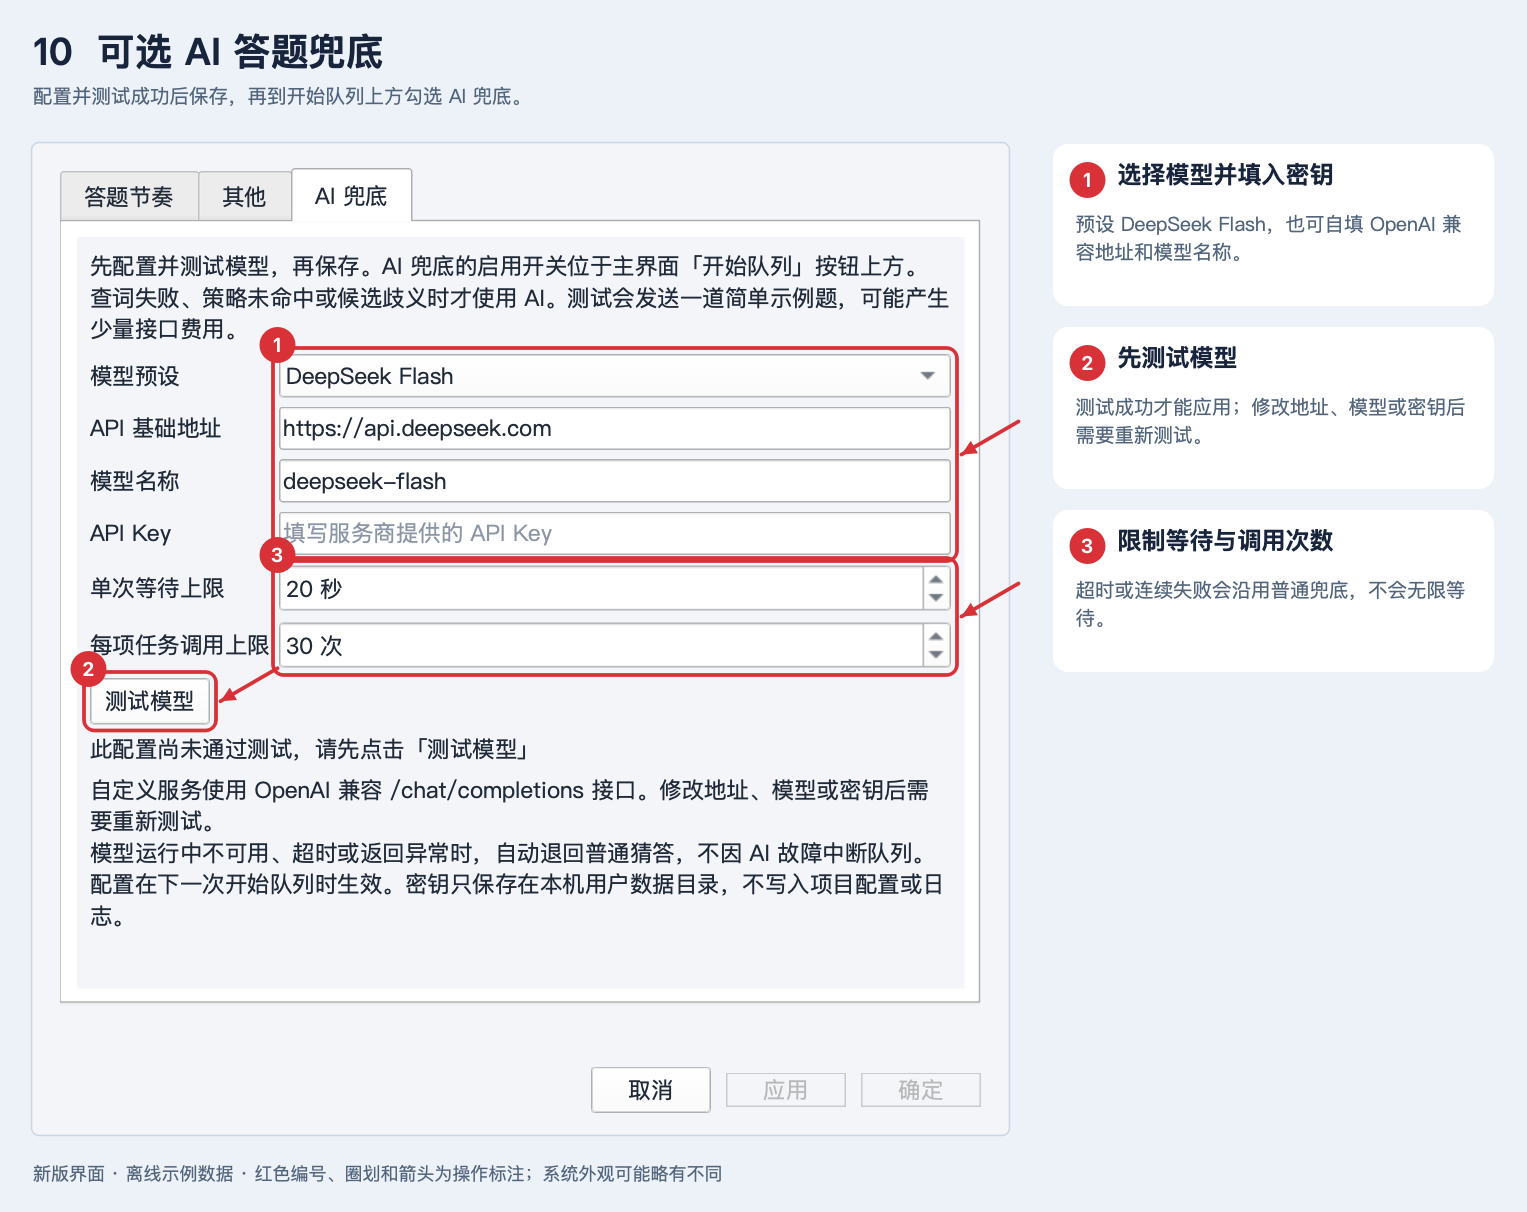 10 可选 AI 答题兜底
配置并测试成功后保存，再到开始队列上方勾选 AI 兜底。
答题节奏
其他
AI 兜底
先配置并测试模型，再保存。AI 兜底的启用开关位于主界面「开始队列」按钮上方。
查词失败、策略未命中或候选歧义时才使用 AI。测试会发送一道简单示例题，可能产生
少量接口费用。
1
模型预设
DeepSeek Flash
API 基础地址
https://api.deepseek.com
模型名称
deepseek-flash
API Key
填写服务商提供的 API Key
3
单次等待上限
20 秒
每项任务调用上限
30 次
2
测试模型
此配置尚未通过测试，请先点击「测试模型」
自定义服务使用 OpenAI 兼容 /chat/completions 接口。修改地址、模型或密钥后需
要重新测试。
模型运行中不可用、超时或返回异常时，自动退回普通猜答，不因 AI 故障中断队列。
配置在下一次开始队列时生效。密钥只保存在本机用户数据目录，不写入项目配置或日
志。
取消
应用
确定
1 选择模型并填入密钥
预设 DeepSeek Flash，也可自填 OpenAI 兼
容地址和模型名称。
2 先测试模型
测试成功才能应用；修改地址、模型或密钥后
需要重新测试。
3 限制等待与调用次数
超时或连续失败会沿用普通兜底，不会无限等
待。
新版界面 · 离线示例数据 · 红色编号、圈划和箭头为操作标注；系统外观可能略有不同